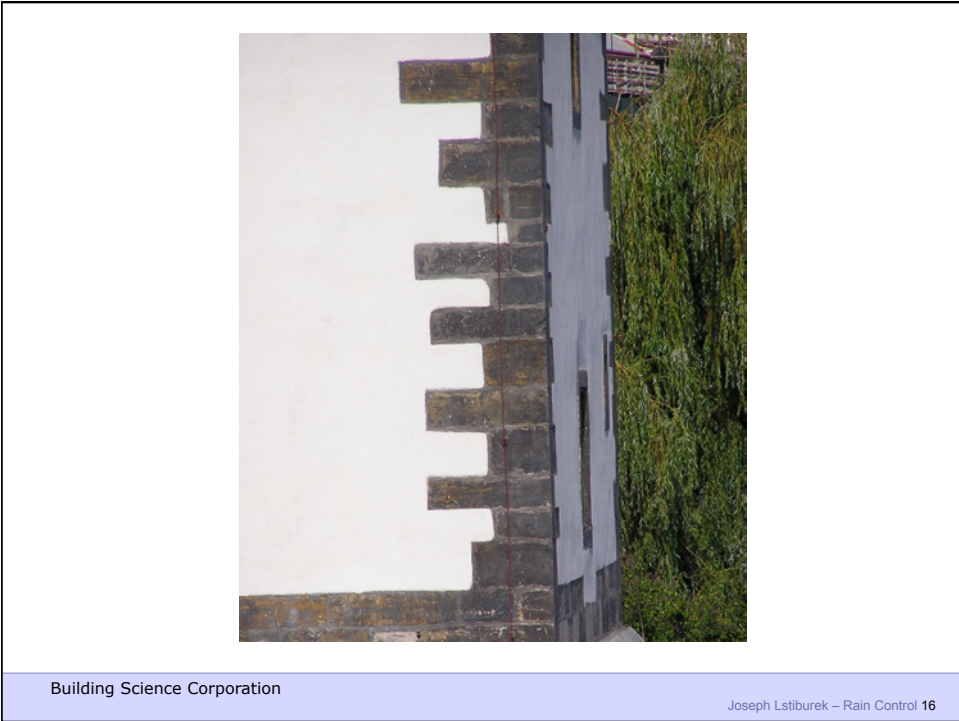 Building Science Corporation
Joseph Lstiburek – Rain Control 16